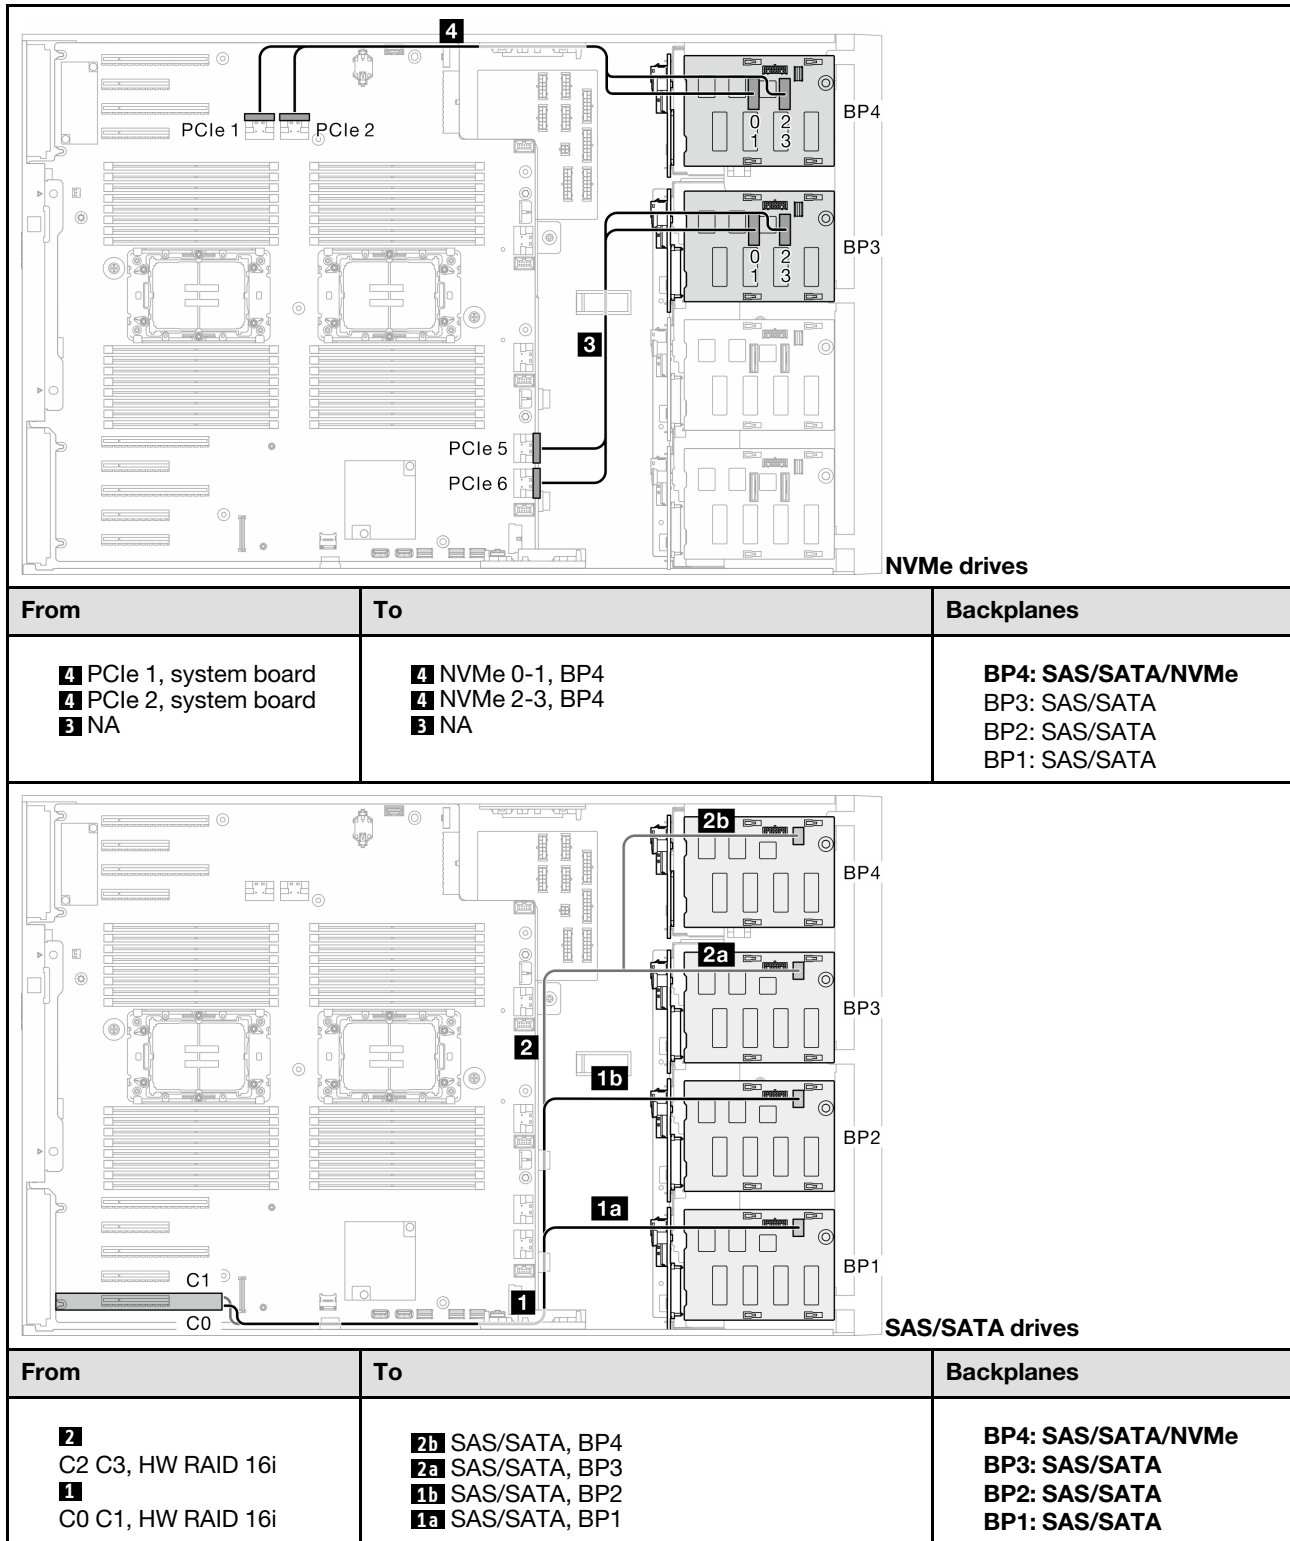 4
PCIe 1
PCIe 2
0 2
1 3
BP4
0 2
1 3
BP3
3
PCIe 5
PCIe 6
NVMe drives
From To Backplanes
4 PCIe 1, system board
4 PCIe 2, system board
3 NA
4 NVMe 0-1, BP4
4 NVMe 2-3, BP4
3 NA
BP4: SAS/SATA/NVMe
BP3: SAS/SATA
BP2: SAS/SATA
BP1: SAS/SATA
2b
BP4
2a
BP3
2
1b
BP2
1a
BP1
C1
1
C0
SAS/SATA drives
From To Backplanes
2
C2 C3, HW RAID 16i
1
C0 C1, HW RAID 16i
2b SAS/SATA, BP4
2a SAS/SATA, BP3
1b SAS/SATA, BP2
1a SAS/SATA, BP1
BP4: SAS/SATA/NVMe
BP3: SAS/SATA
BP2: SAS/SATA
BP1: SAS/SATA